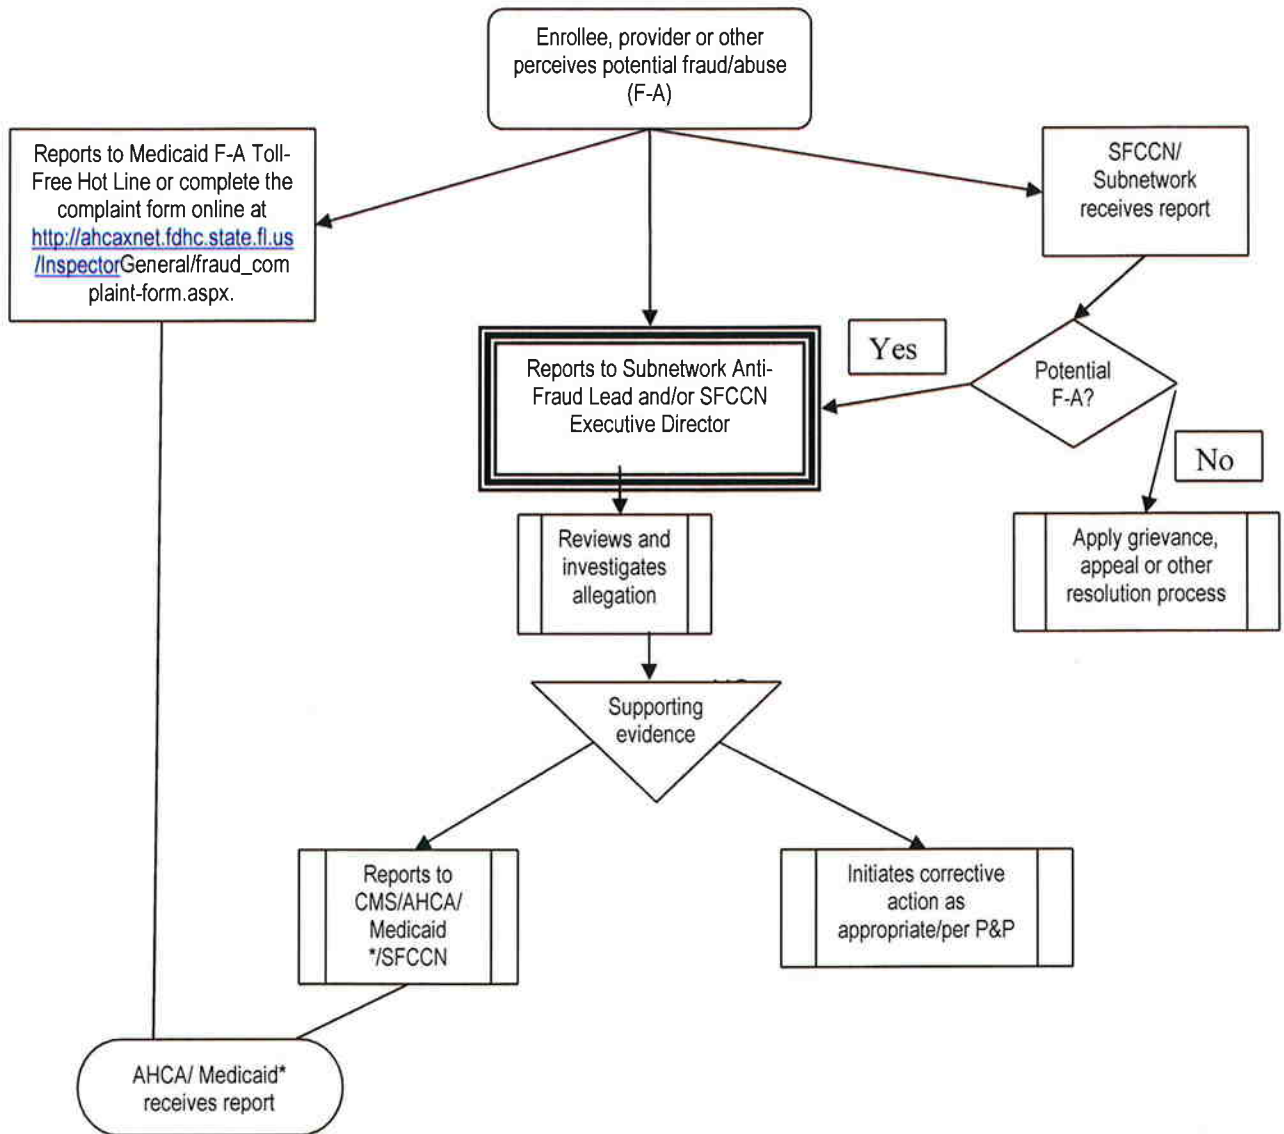 Enrollee, provider or other
perceives potential fraud/abuse
(F-A)
Reports to Medicaid F-A Toll-
Free Hot Line or complete the
complaint form online at
http://ahcaxnet.fdhc.state.fl.us
/InspectorGeneral/fraud_com
plaint-form.aspx.
SFCCN/
Subnetwork
receives report
Yes
Potential
F-A?
Reports to Subnetwork Anti-
Fraud Lead and/or SFCCN
Executive Director
No
Reviews and
investigates
allegation
Apply grievance,
appeal or other
resolution process
Supporting
evidence
Reports to
CMS/AHCA/
Medicaid
*/SFCCN
Initiates corrective
action as
appropriate/per P&P
AHCA/ Medicaid*
receives report